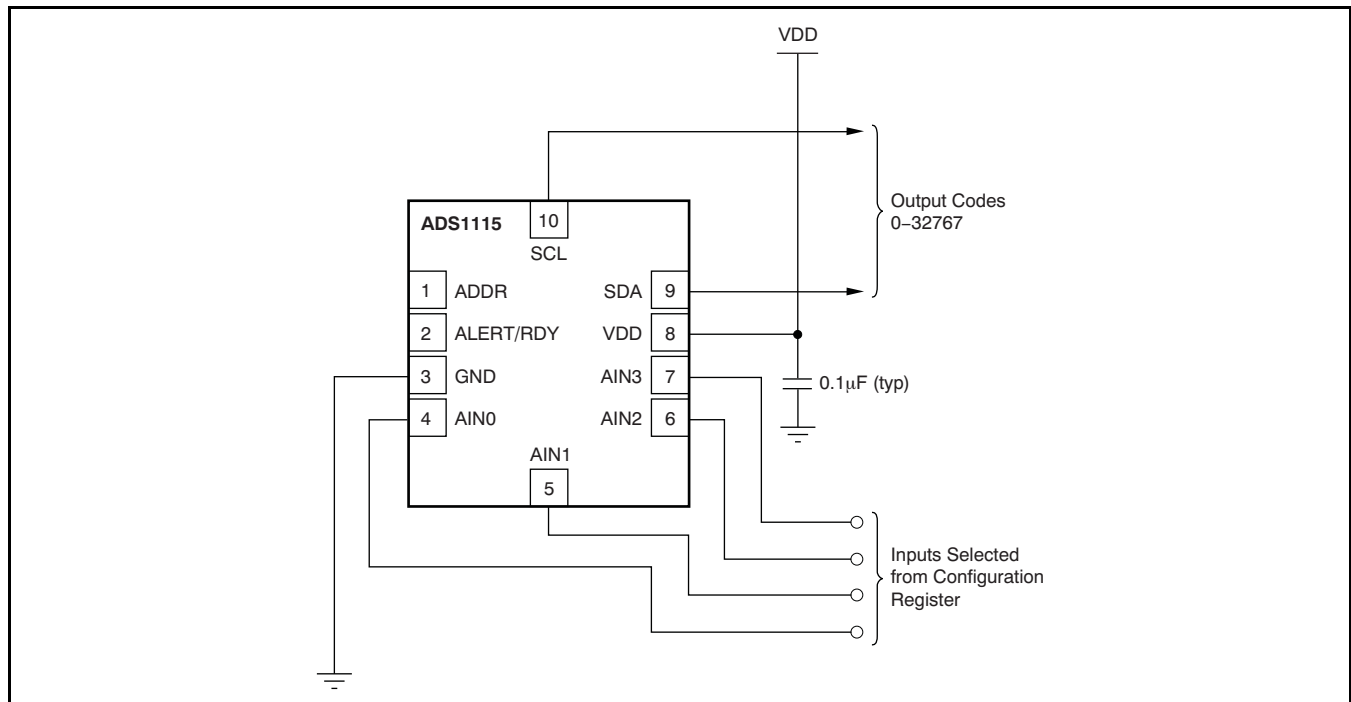 VDD
Output Codes
0–32767
ADS1115
10
SCL
1 ADDR
SDA 9
2 ALERT/RDY
VDD 8
3 GND
AIN3 7
0.1μF (typ)
4 AIN0
AIN2 6
AIN1
5
Inputs Selected
from Configuration
Register